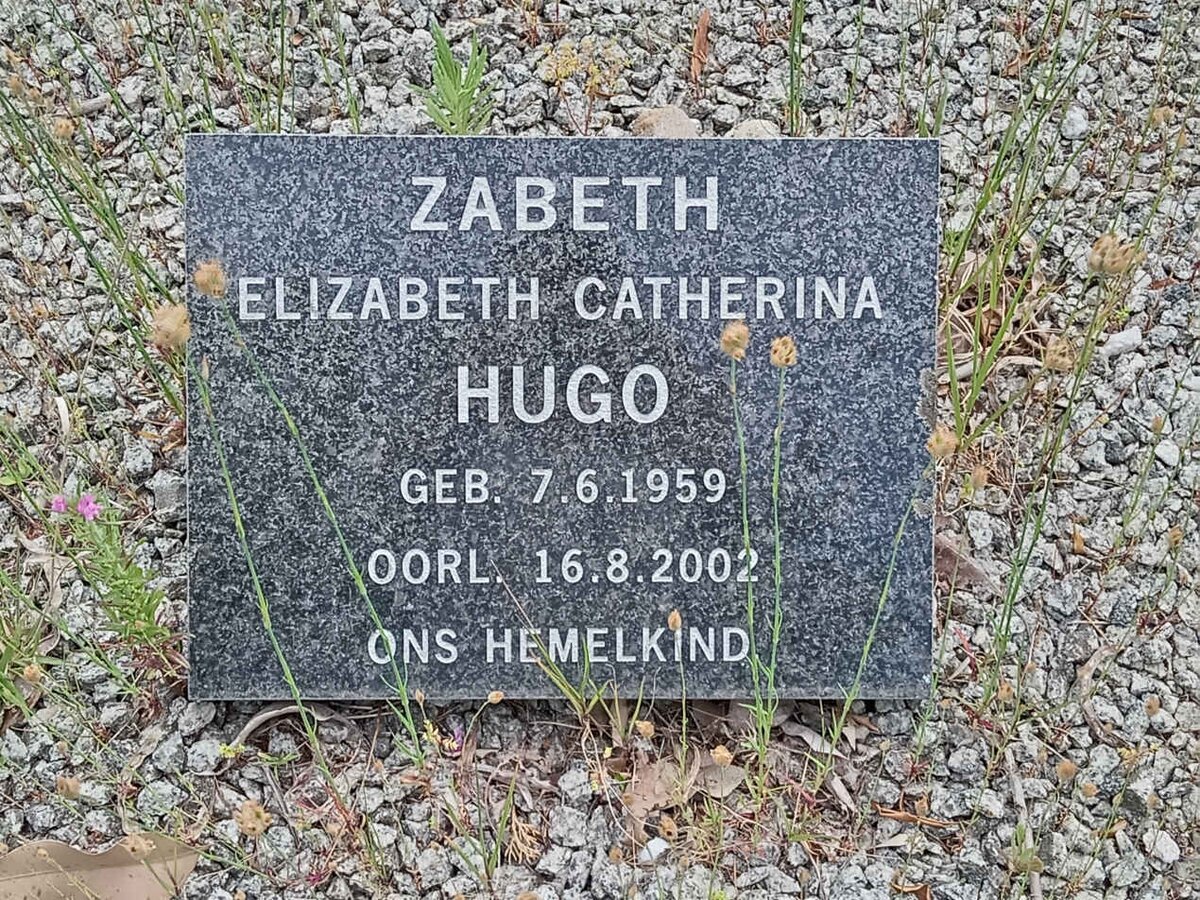 ZABETH
ELIZABETH CATHERINA
HUGO
GEB. 7.6.1959
OORL. 16.8.2002
ONS HEMELKIND